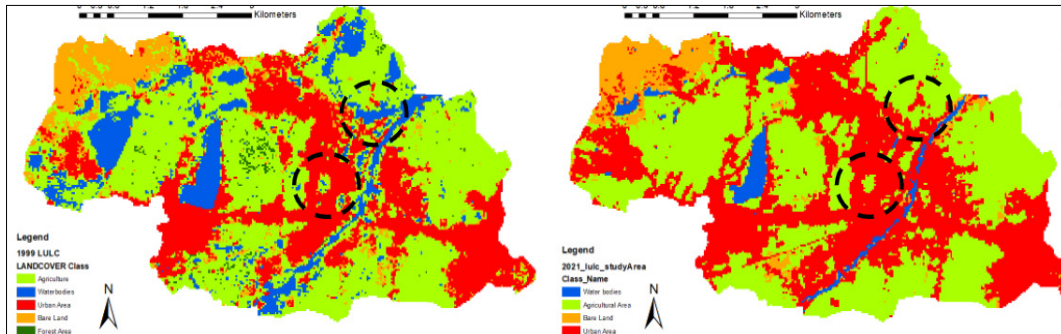 Kilometers
Legend
1999 LULC
LANDCOVER Class
Agriculture
Waterbodies
Urban Area
Bare Land
Forest Area
N
Kilometers
Legend
2021_lulc_studyArea
Class_Name
Water bodies
Agricultural Area
Bare Land
Urban Area
N